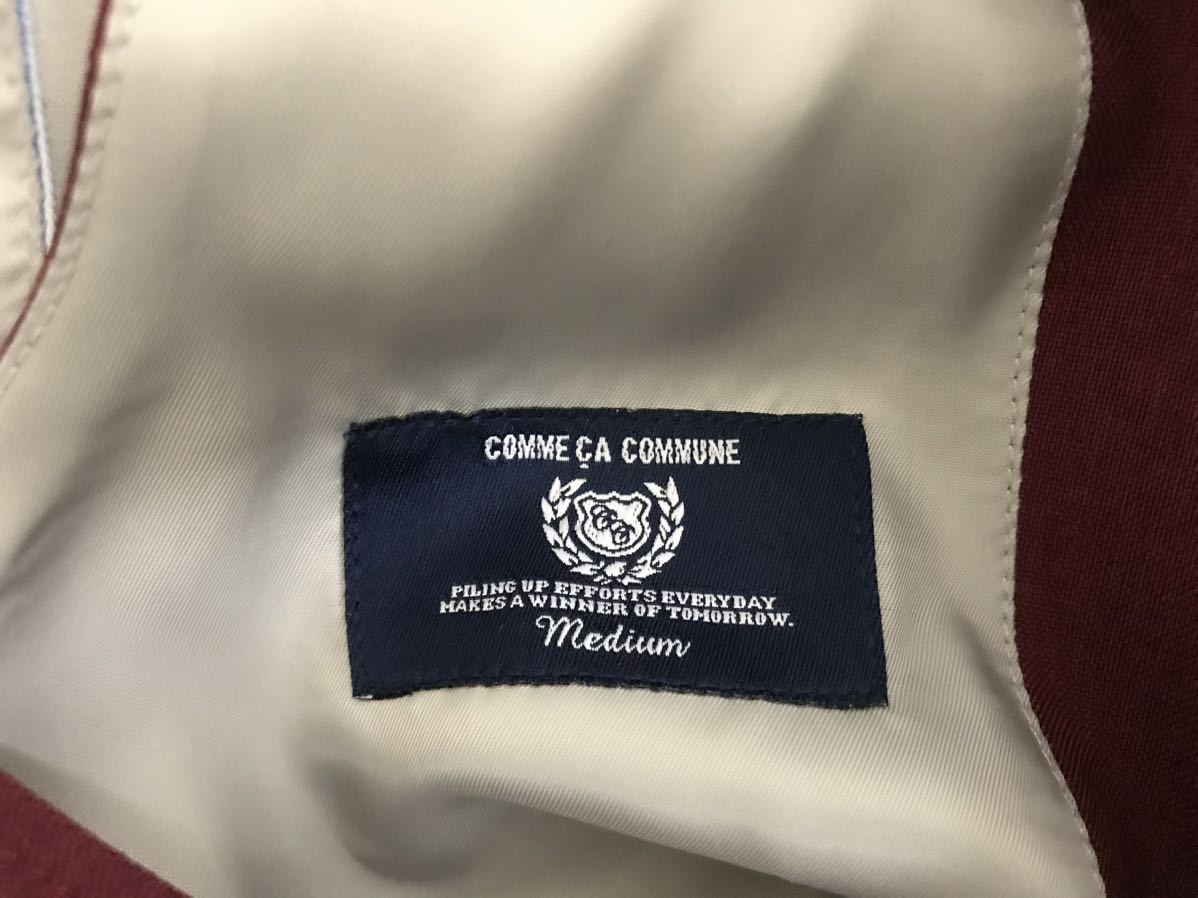 COMME ÇA COMMUNE
PILING UP EFFORTS EVERYDAY
MAKES A WINNER OF TOMORROW.
Medium